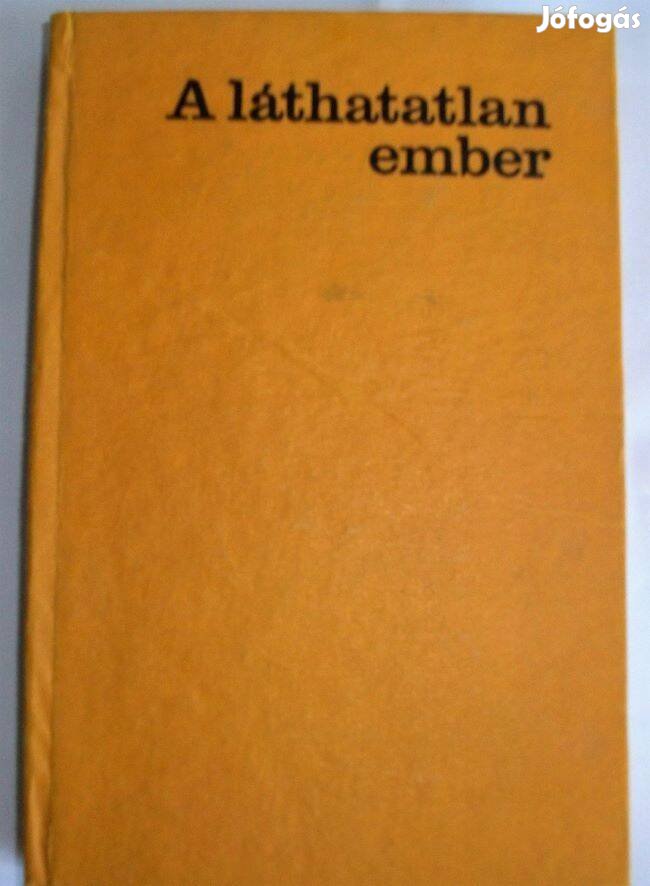 Jófogás
A láthatatlan
ember